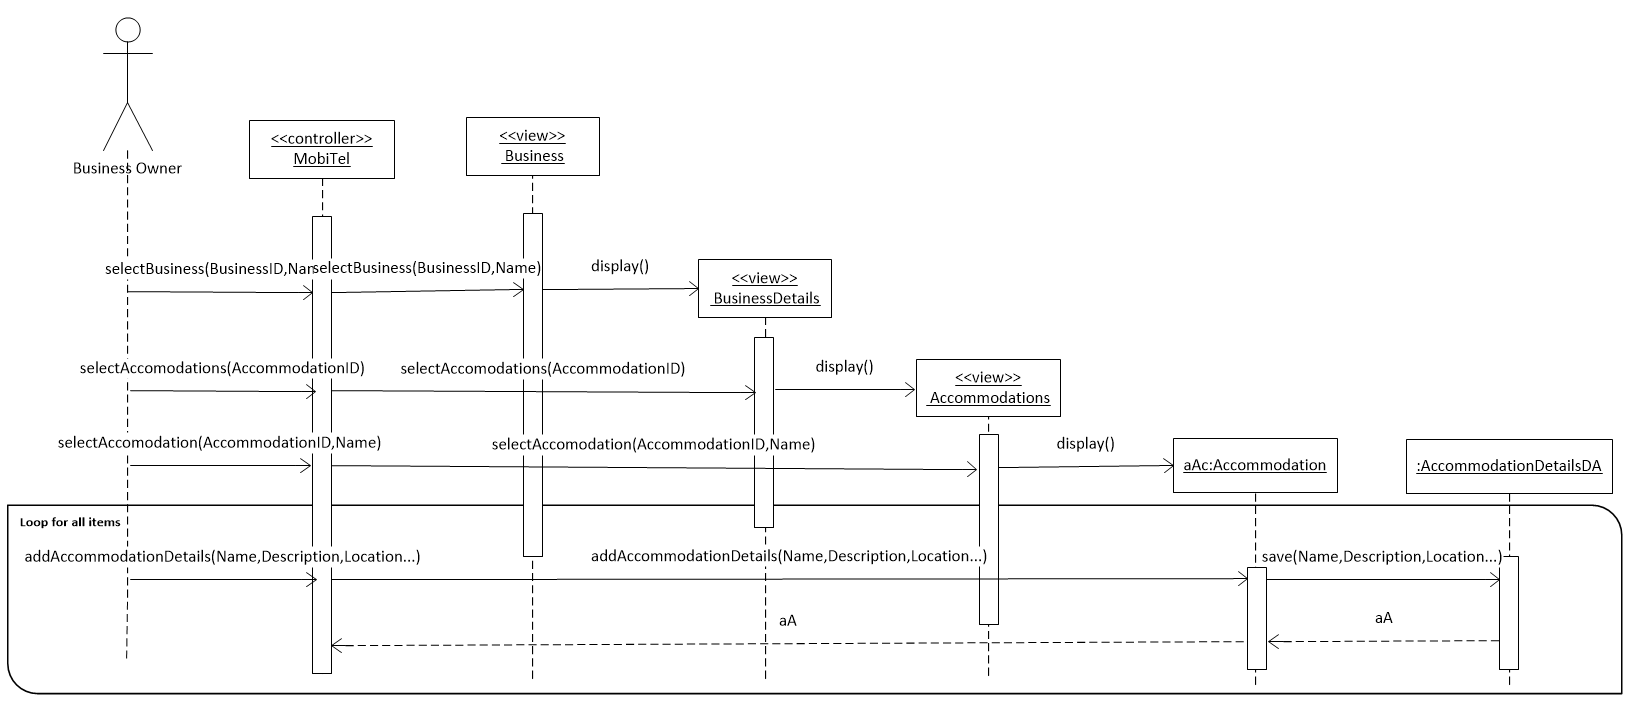 Business Owner
<<controller>>
MobiTel
<<view>>
Business
selectBusiness(BusinessID,Nam
selectBusiness(BusinessID,Name)
display()
<<view>>
BusinessDetails
selectAccomodations(AccommodationID)
selectAccomodations(AccommodationID)
display()
<<view>>
Accommodations
selectAccomodation(AccommodationID,Name)
selectAccomodation(AccommodationID,Name)
display()
aAc:Accommodation
:AccommodationDetailsDA
Loop for all items
addAccommodationDetails(Name,Description,Location...)
addAccommodationDetails(Name,Description,Location...)
save(Name,Description,Location...)
aA
aA